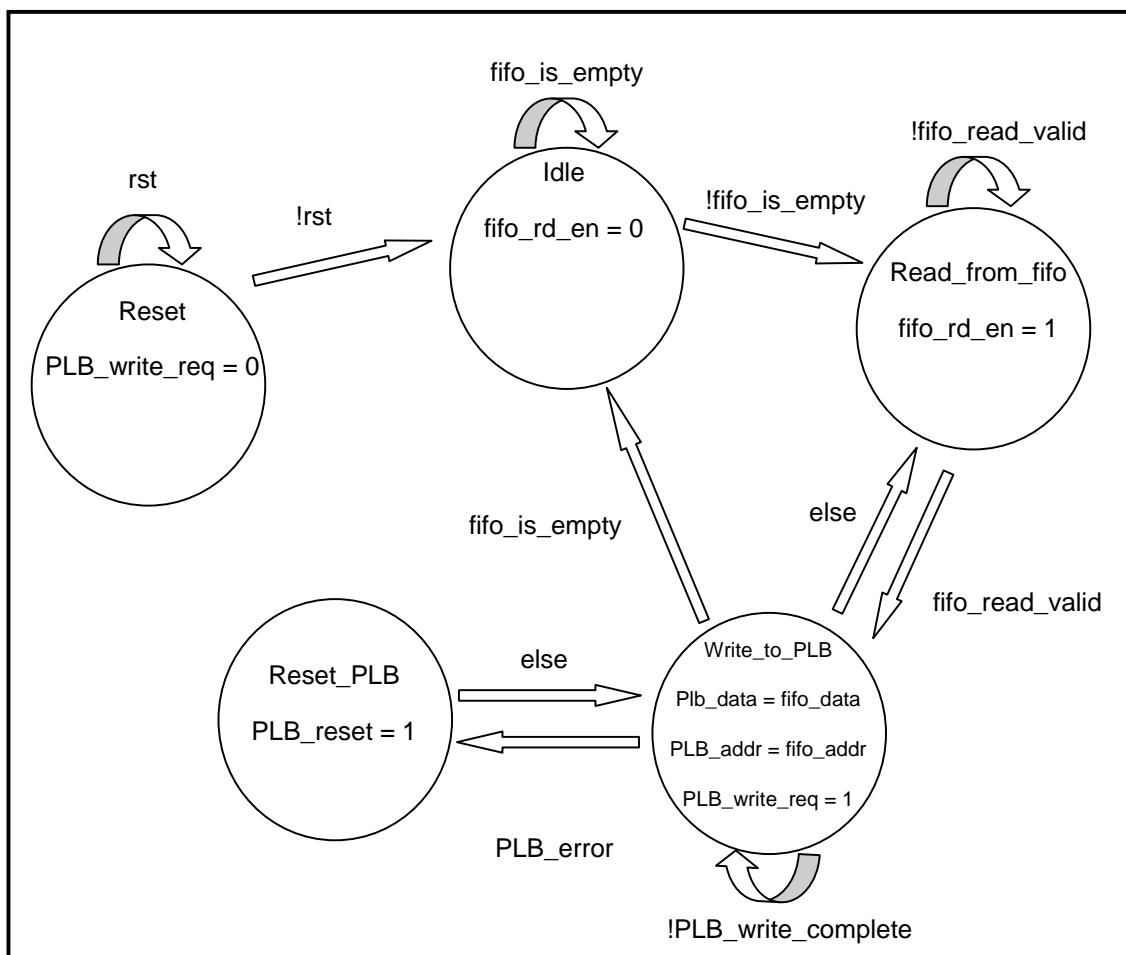 fifo_is_empty
!fifo_read_valid
rst
!rst
Idle
fifo_rd_en = 0
!fifo_is_empty
Read_from_fifo
fifo_rd_en = 1
Reset
PLB_write_req = 0
fifo_is_empty
else
fifo_read_valid
Reset_PLB
PLB_reset = 1
else
Write_to_PLB
Plb_data = fifo_data
PLB_addr = fifo_addr
PLB_write_req = 1
PLB_error
!PLB_write_complete